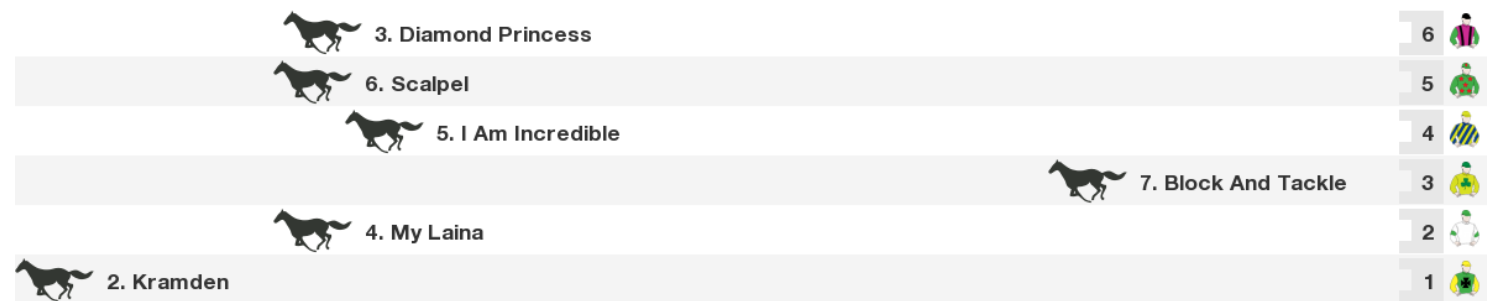 3. Diamond Princess 6
6. Scalpel 5
5. I Am Incredible 4
7. Block And Tackle 3
4. My Laina 2
2. Kramden 1